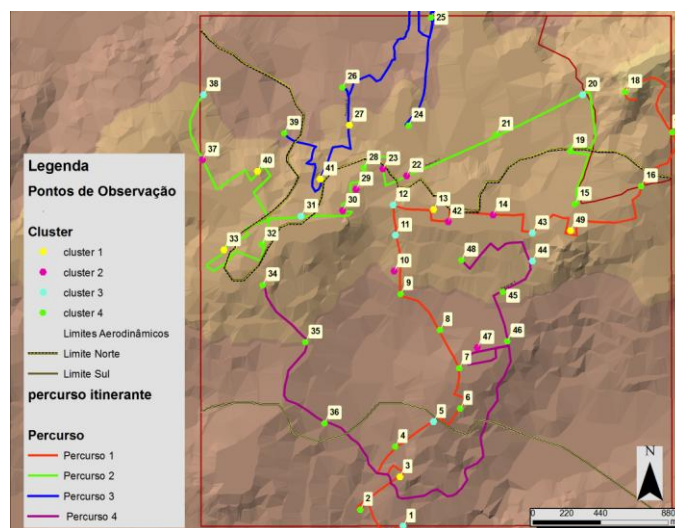 25
38
26
18
20
27
24
39
21
37
40
41
28
23
22
19
16
29
12
13
14
15
30
42
31
11
43
49
33
32
10
48
44
34
9
45
8
47
46
35
7
6
36
5
4
3
2
1
Legenda
Pontos de Observação
Cluster
cluster 1
cluster 2
cluster 3
cluster 4
Limites Aerodinâmicos
Limite Norte
Limite Sul
percurso itinerante
Percurso
Percurso 1
Percurso 2
Percurso 3
Percurso 4
N
0 220 440 880